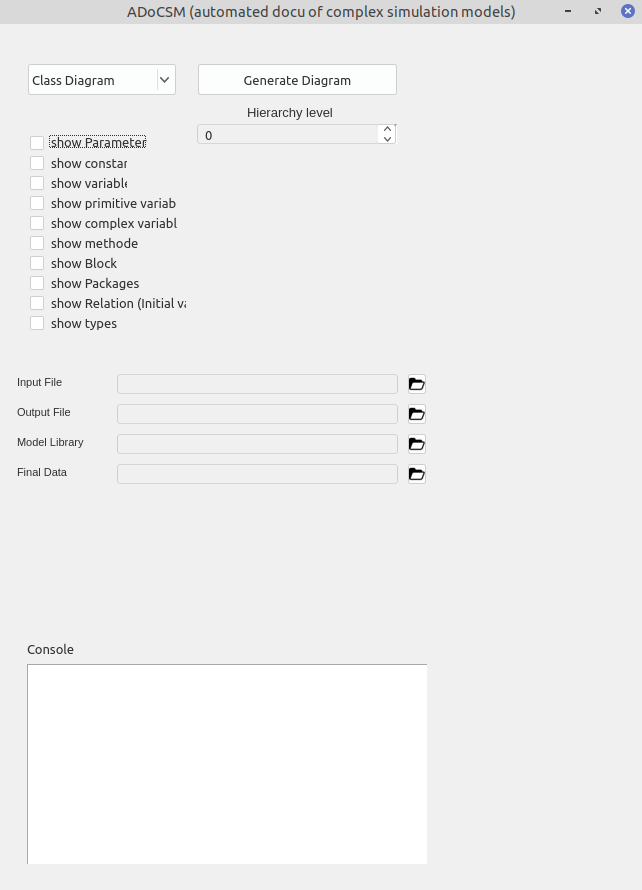 ADoCSM (automated docu of complex simulation models)
Class Diagram
Generate Diagram
Hierarchy level
0
show Parameter
show constar
show variable
show primitive variab
show complex variabl
show methode
show Block
show Packages
show Relation (Initial va
show types
Input File
Output File
Model Library
Final Data
Console